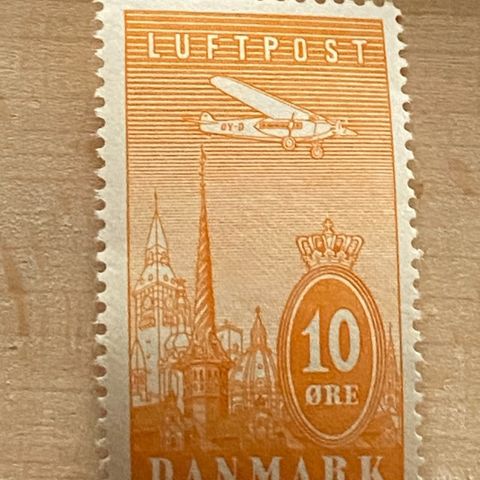 LUFTPOST
OY-D
10
ØRE
DANMARK